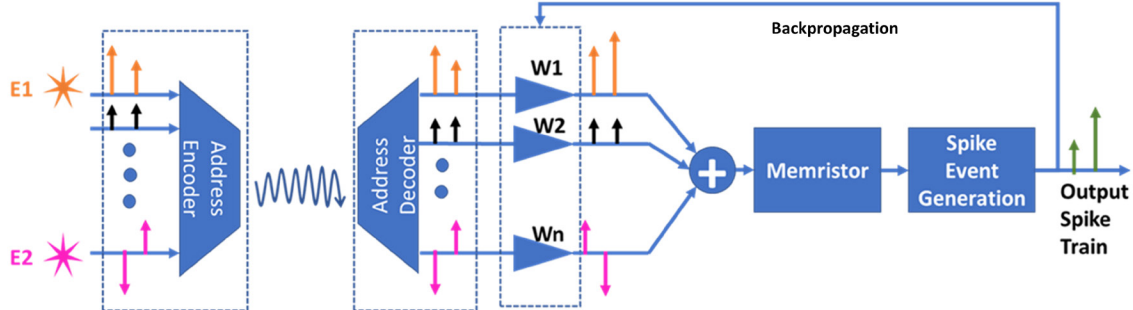 Backpropagation
E1
W1
W2
Address
Encoder
Address
Decoder
+
Memristor
Spike
Event
Generation
Output
Spike
Train
E2
Wn